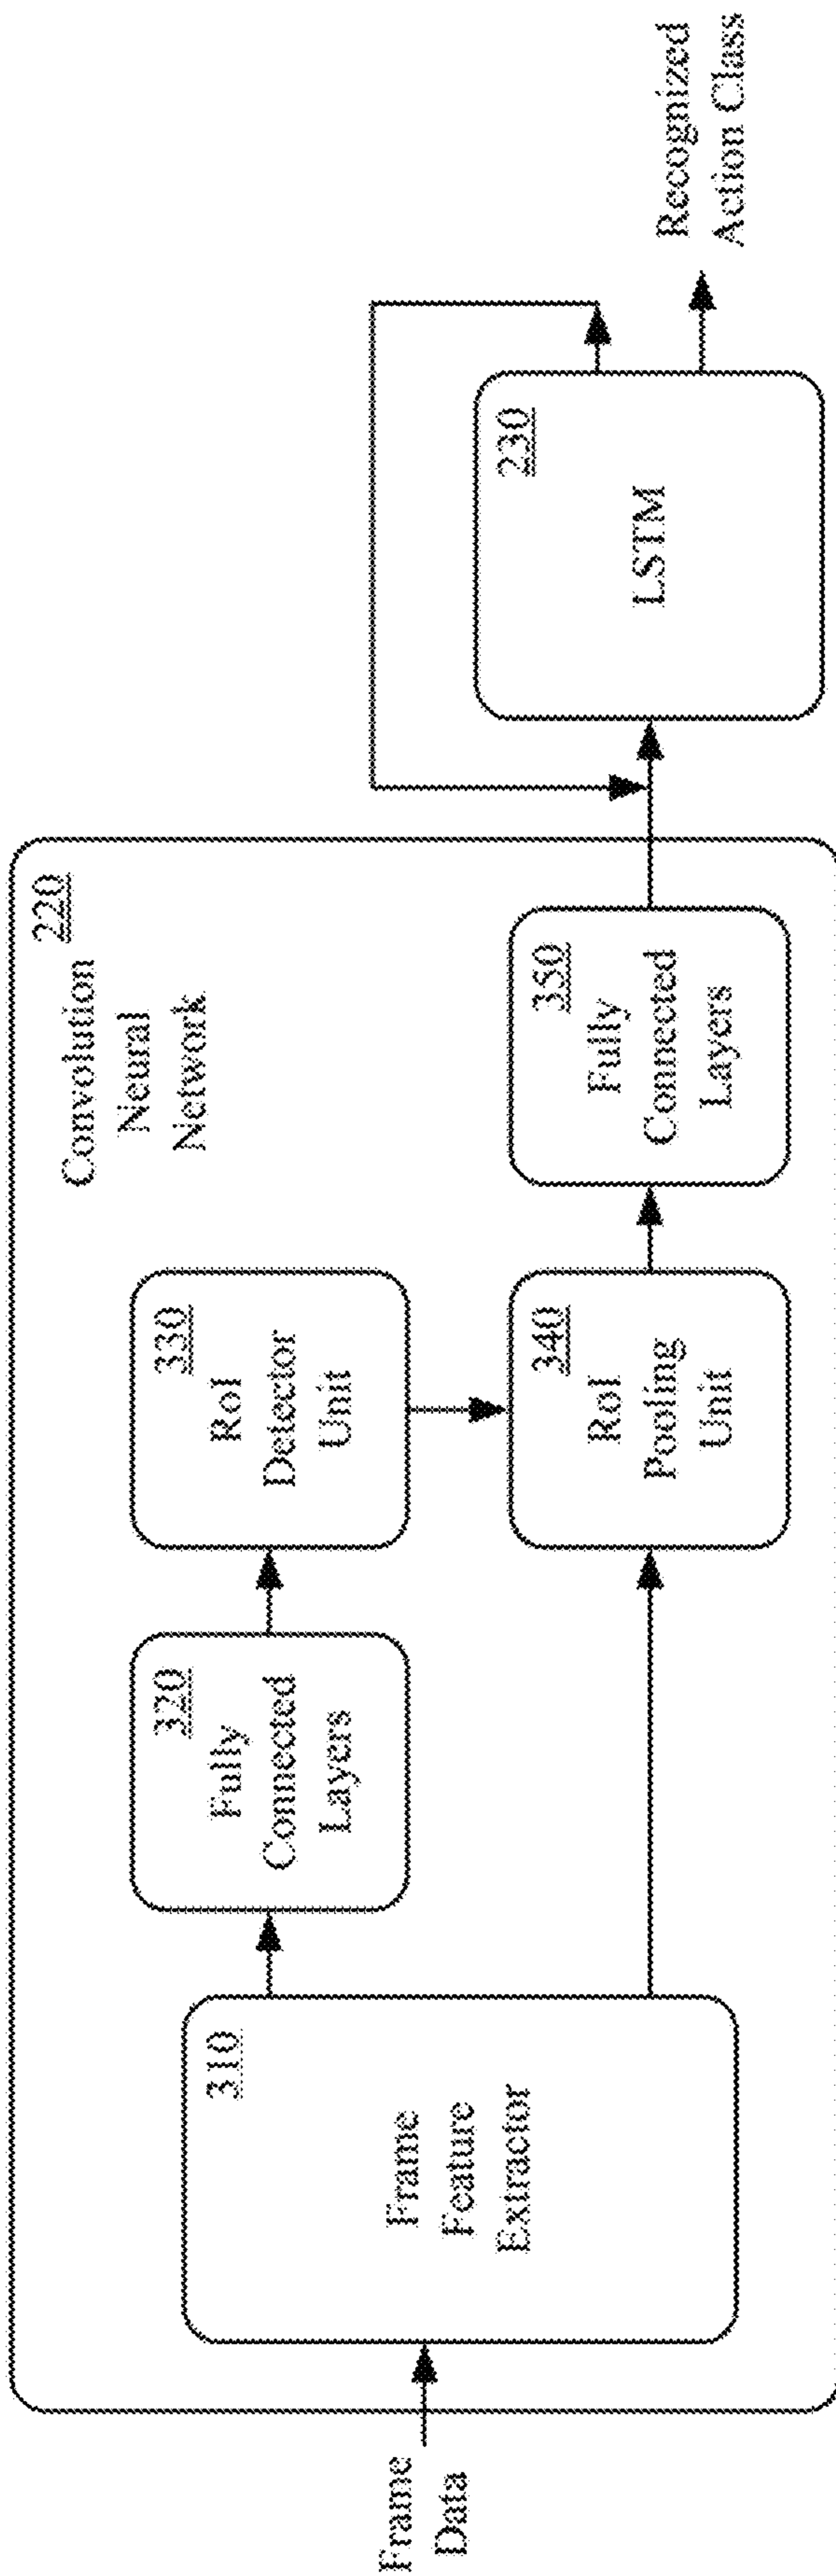 Frame
Data
310
Frame
Feature
Extractor
320
Fully
Connected
Layers
330
RoI
Detector
Unit
340
RoI
Pooling
Unit
350
Fully
Connected
Layers
220
Convolution
Neural
Network
230
LSTM
Recognized
Action Class